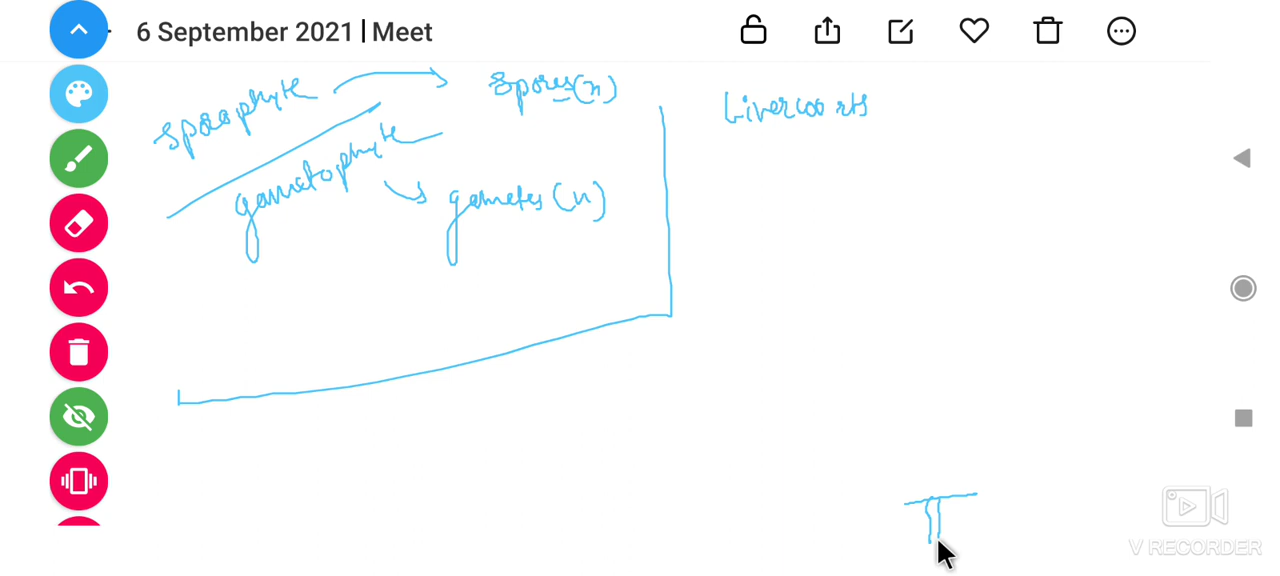 6 September 2021 | Meet
sporophyte → spores (n)
gametophyte → gametes (n)
Liverworts
V RECORDER